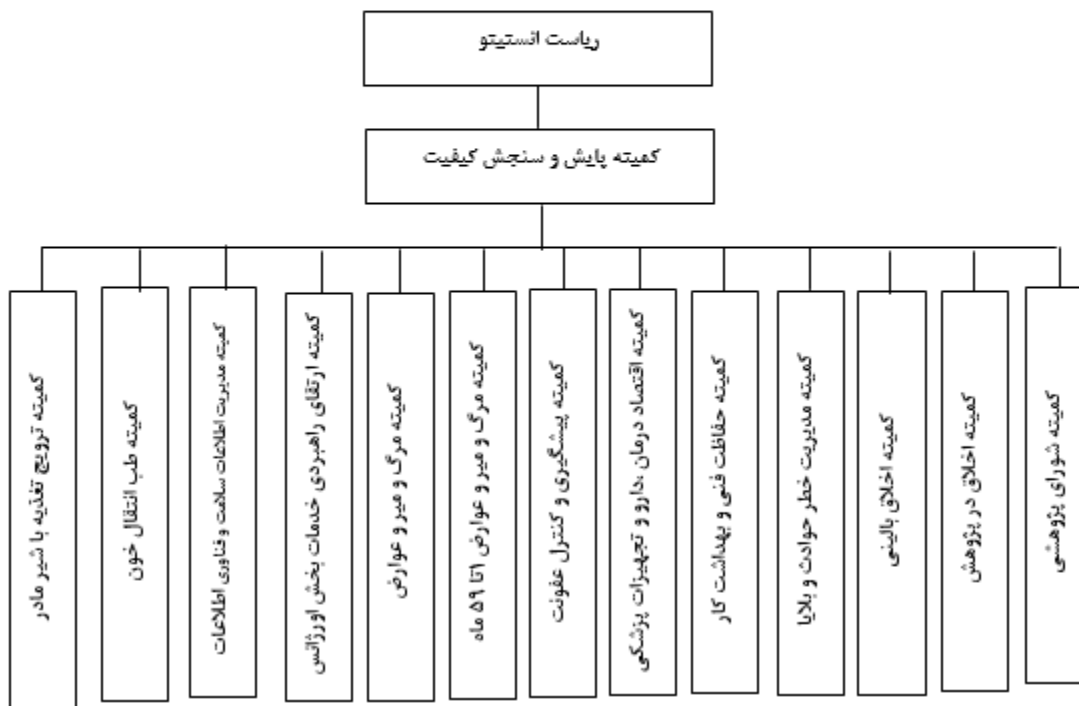 ریاست انستیتو
کمیته پایش و سنجش کیفیت
کمیته شورای پژوهشی
کمیته اخلاق در پژوهش
کمیته اخلاق بالینی
کمیته مدیریت خطر حوادث و بلایا
کمیته حفاظت فنی و بهداشت کار
کمیته اقتصاد درمان ،دارو و تجهیزات پزشکی
کمیته پیشگیری و کنترل عفونت
کمیته مرگ و میر و عوارض ۱تا ۵۹ ماه
کمیته مرگ و میر و عوارض
کمیته ارتقای راهبردی خدمات بخش اورژانس
کمیته مدیریت اطلاعات سلامت و فناوری اطلاعات
کمیته طب انتقال خون
کمیته ترویج تغذیه با شیر مادر